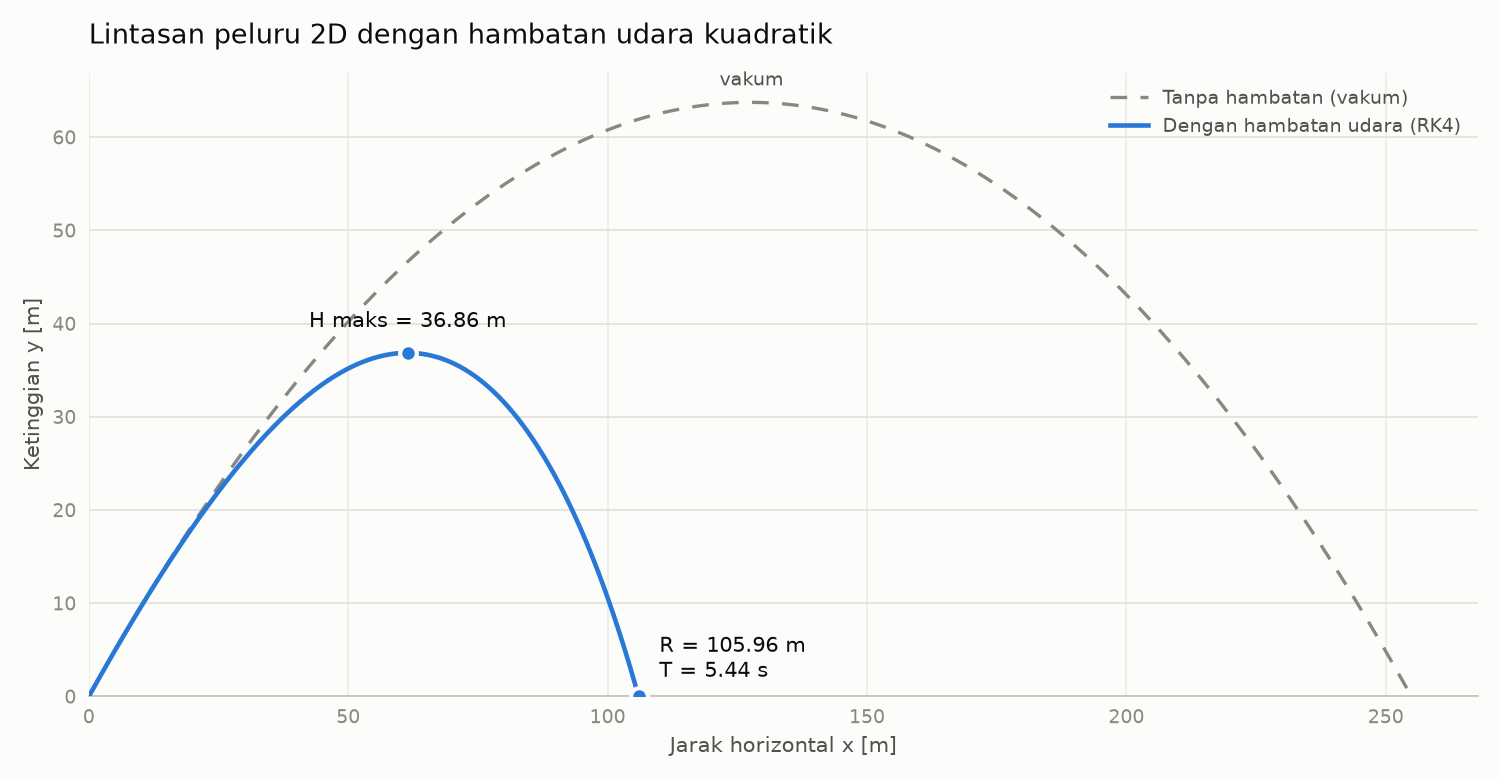 Lintasan peluru 2D dengan hambatan udara kuadratik
vakum
Tanpa hambatan (vakum)
Dengan hambatan udara (RK4)
60
50
40
30
20
10
0
Ketinggian y [m]
H maks = 36.86 m
R = 105.96 m
T = 5.44 s
0 50 100 150 200 250
Jarak horizontal x [m]